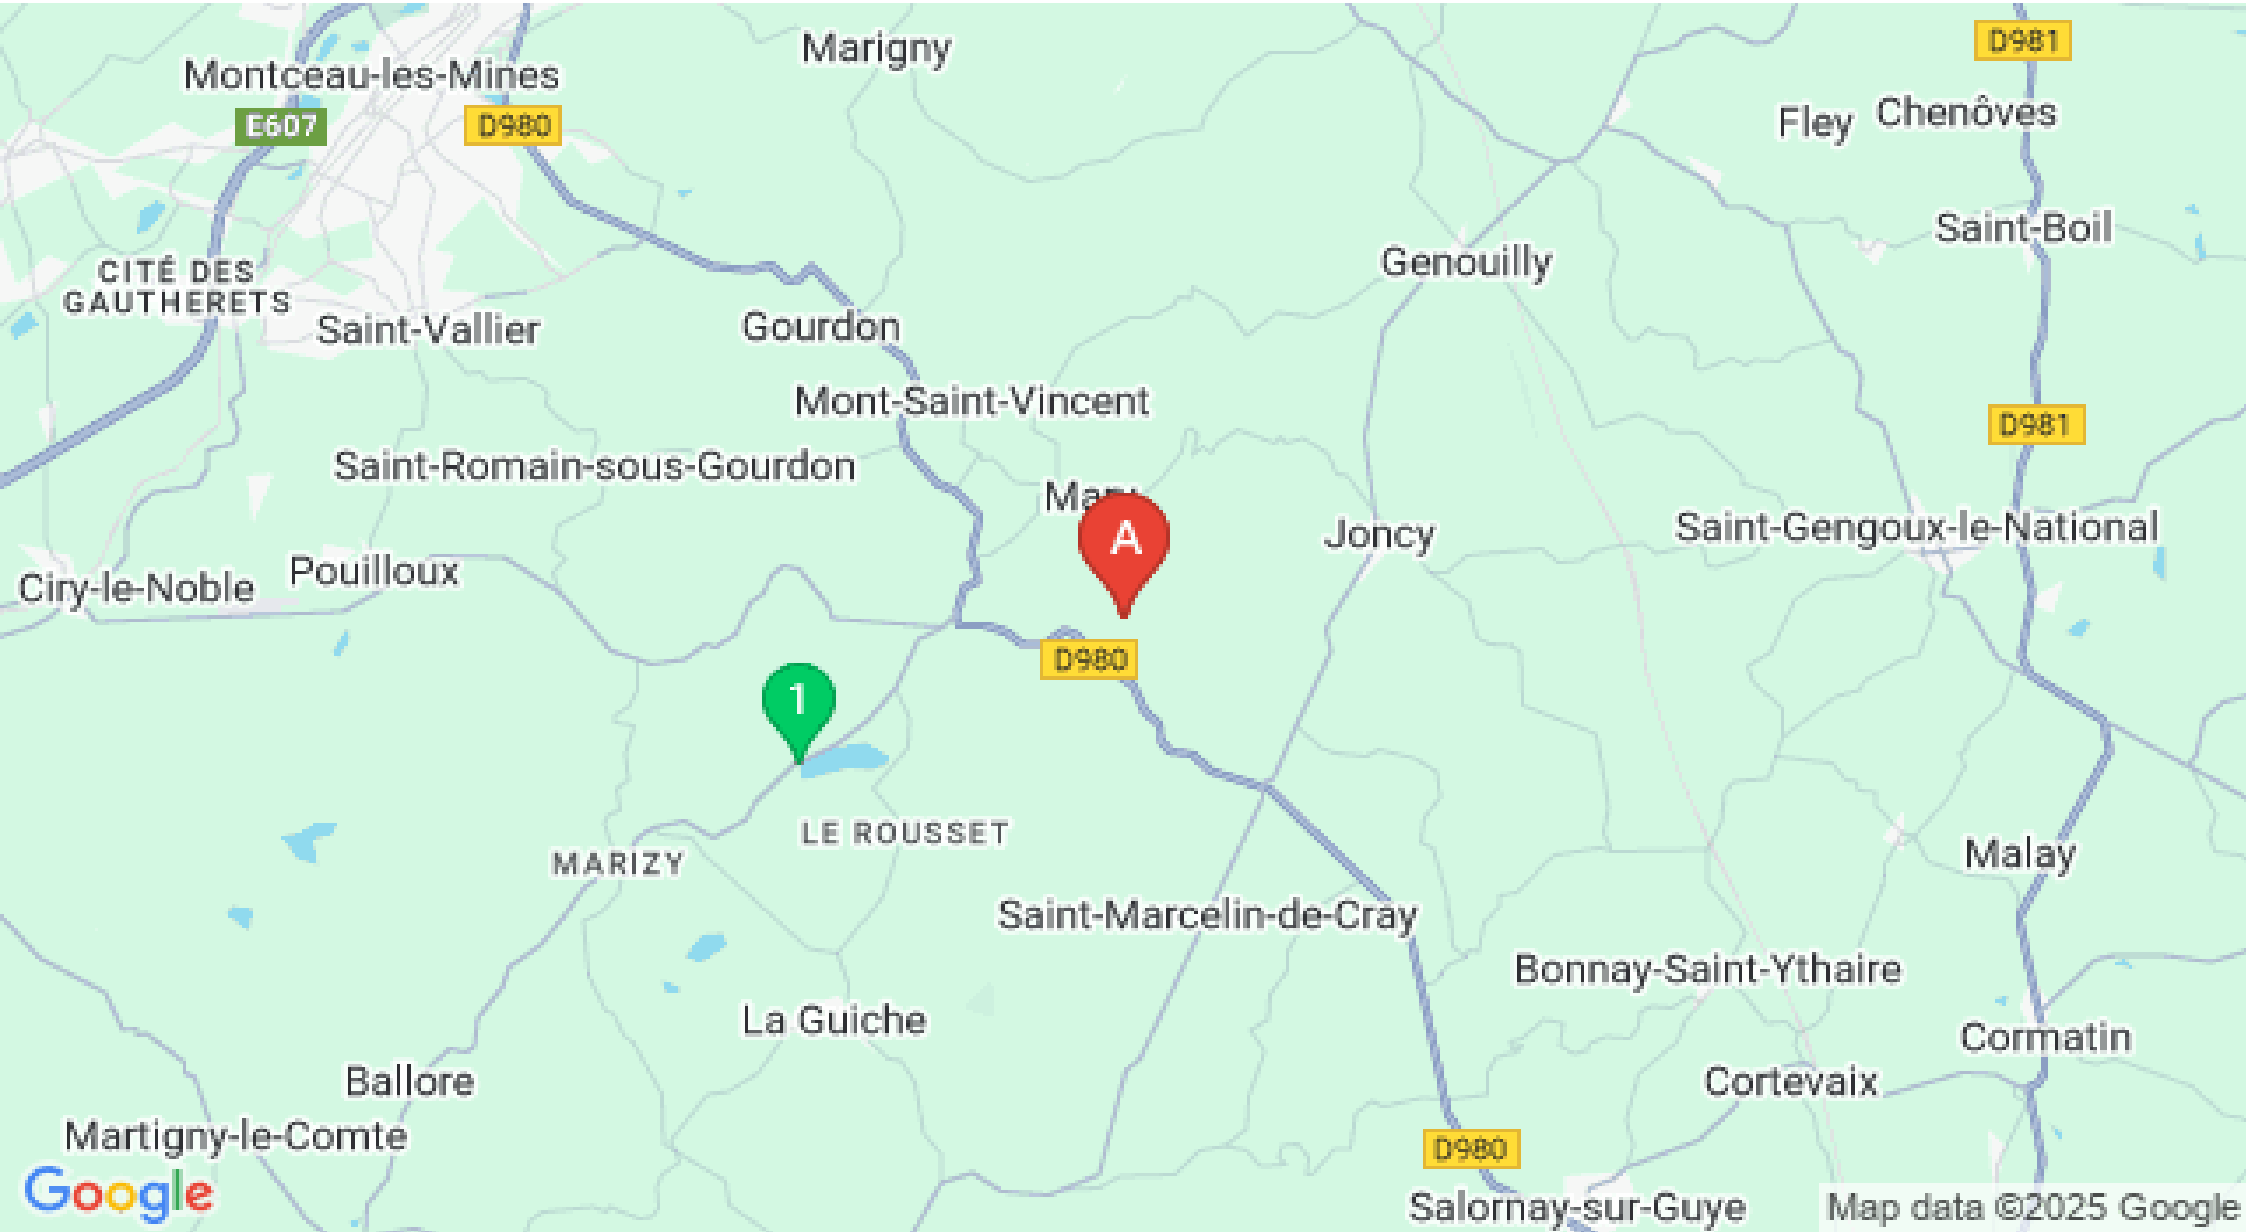 D981
Marigny
Montceau-les-Mines
Fley
Chenôves
E607
D980
Saint-Boil
Genouilly
CITÉ DES
GAUTHERETS
Saint-Vallier
Gourdon
Mont-Saint-Vincent
D981
Saint-Romain-sous-Gourdon
A
Joncy
Saint-Gengoux-le-National
Pouilloux
Ciry-le-Noble
D980
1
LE ROUSSET
MARIZY
Malay
Saint-Marcelin-de-Cray
Bonnay-Saint-Ythaire
La Guiche
Cormatin
Ballore
Cortevaix
Martigny-le-Comte
D980
Google
Salornay-sur-Guye
Map data ©2025 Google